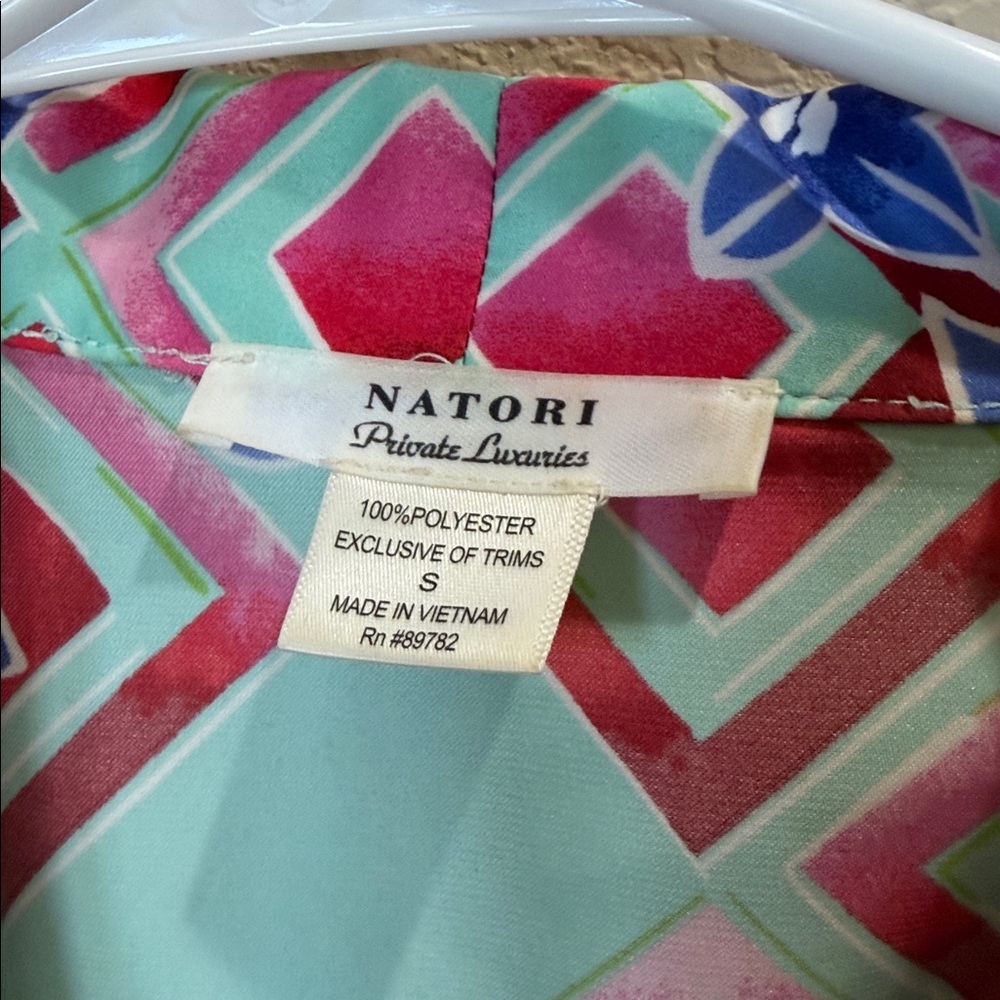 NATORI
Private Luxuries
100%POLYESTER
EXCLUSIVE OF TRIMS
S
MADE IN VIETNAM
Rn #89782